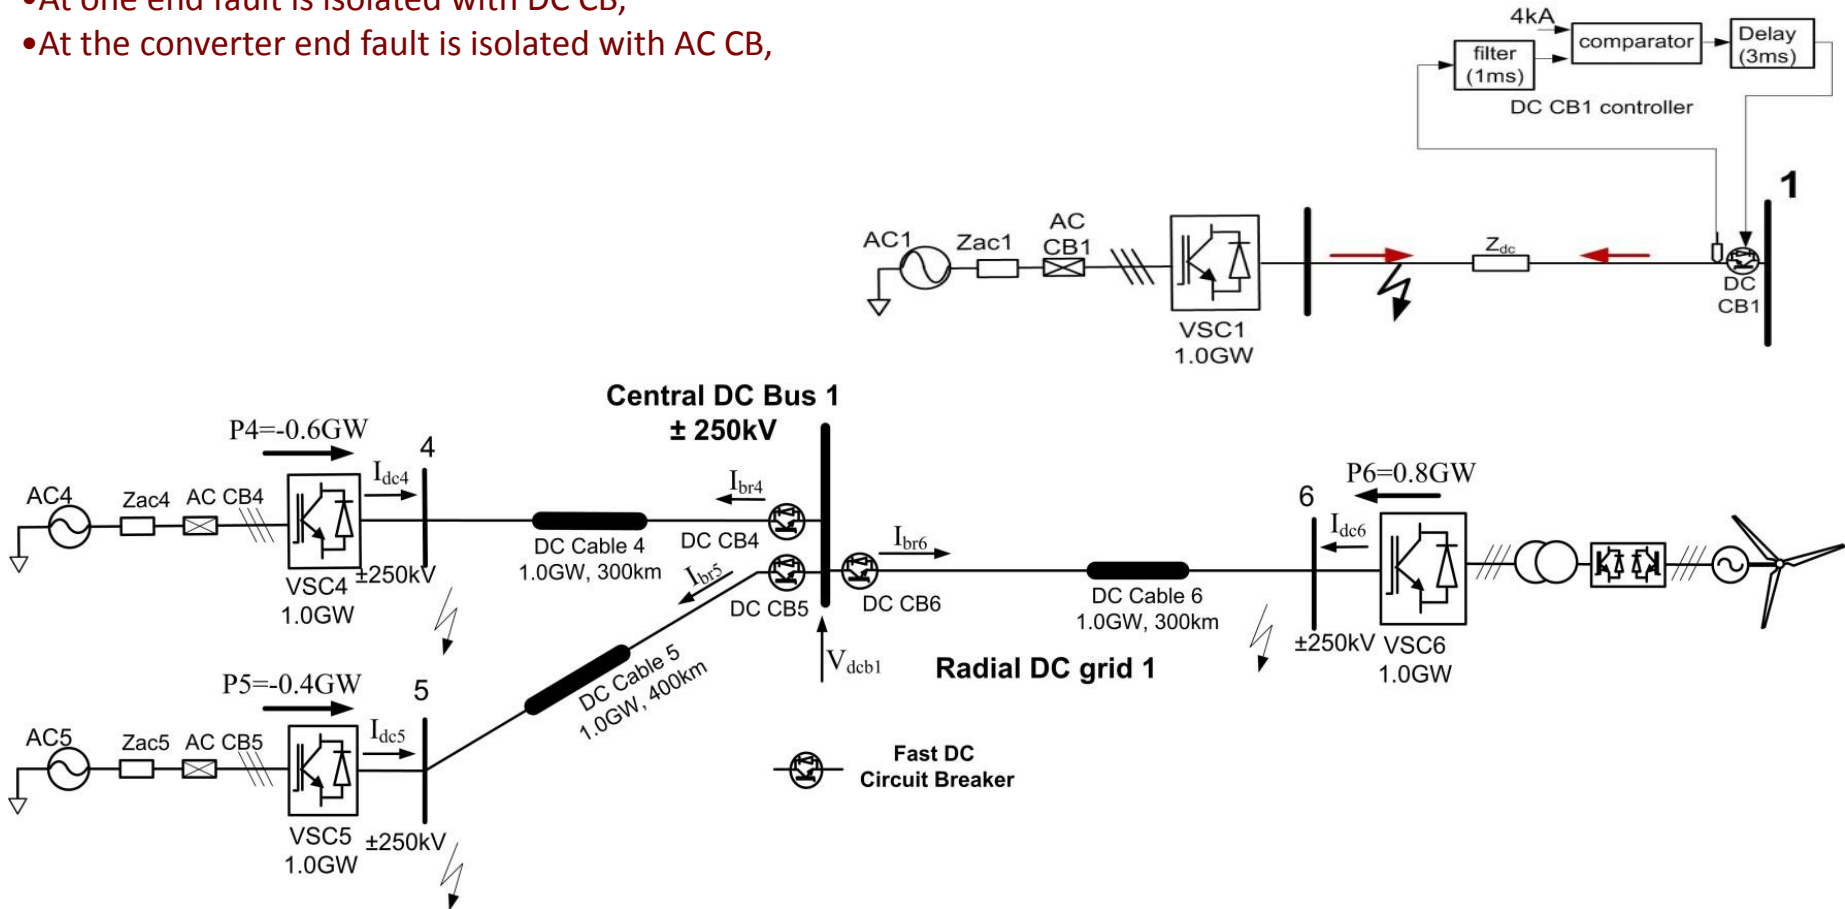 •At one end fault is isolated with DC CB,
•At the converter end fault is isolated with AC CB,
4kA
comparator
Delay
(3ms)
filter
(1ms)
DC CB1 controller
1
AC1
Zac1
AC
CB1
Zdc
DC
CB1
VSC1
1.0GW
Central DC Bus 1
± 250kV
P4=-0.6GW
4
Idc4
AC4
Zac4
AC CB4
VSC4
1.0GW
±250kV
DC Cable 4
1.0GW, 300km
Ibr4
DC CB4
Ibr5
DC CB5
Ibr6
DC CB6
DC Cable 6
1.0GW, 300km
6
P6=0.8GW
Idc6
±250kV
VSC6
1.0GW
Vdcb1
Radial DC grid 1
DC Cable 5
1.0GW, 400km
P5=-0.4GW
5
Idc5
AC5
Zac5
AC CB5
VSC5
1.0GW
±250kV
Fast DC
Circuit Breaker